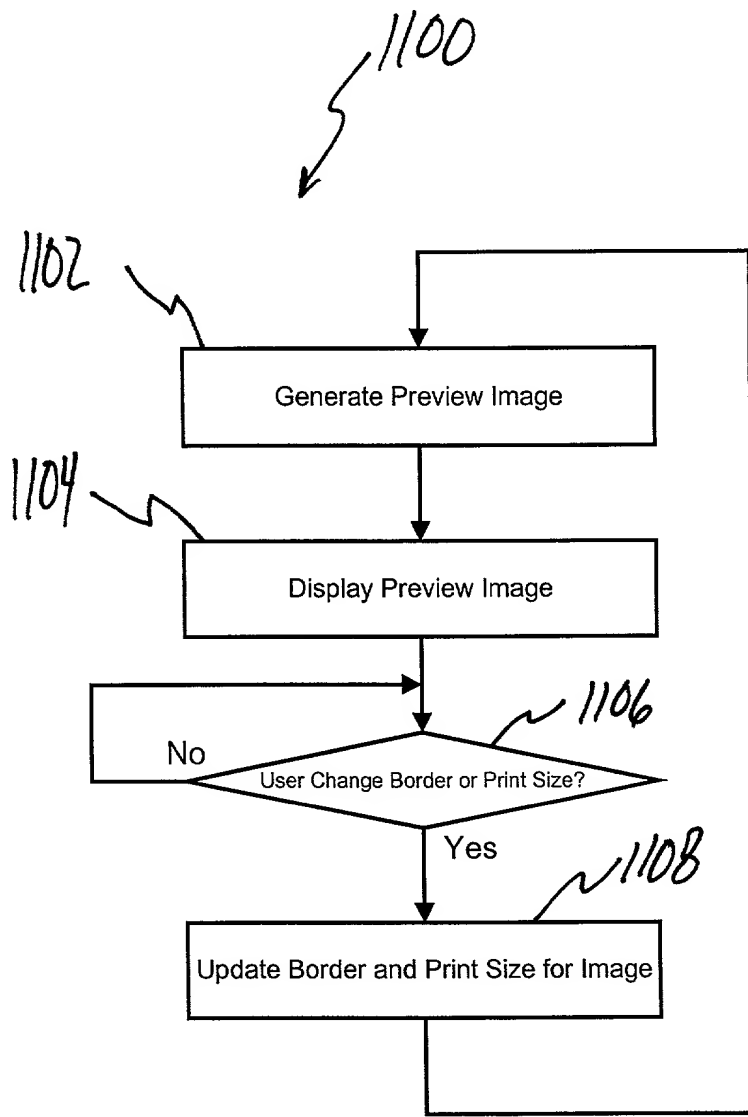 1100
1102
Generate Preview Image
1104
Display Preview Image
1106
No
User Change Border or Print Size?
Yes
1108
Update Border and Print Size for Image